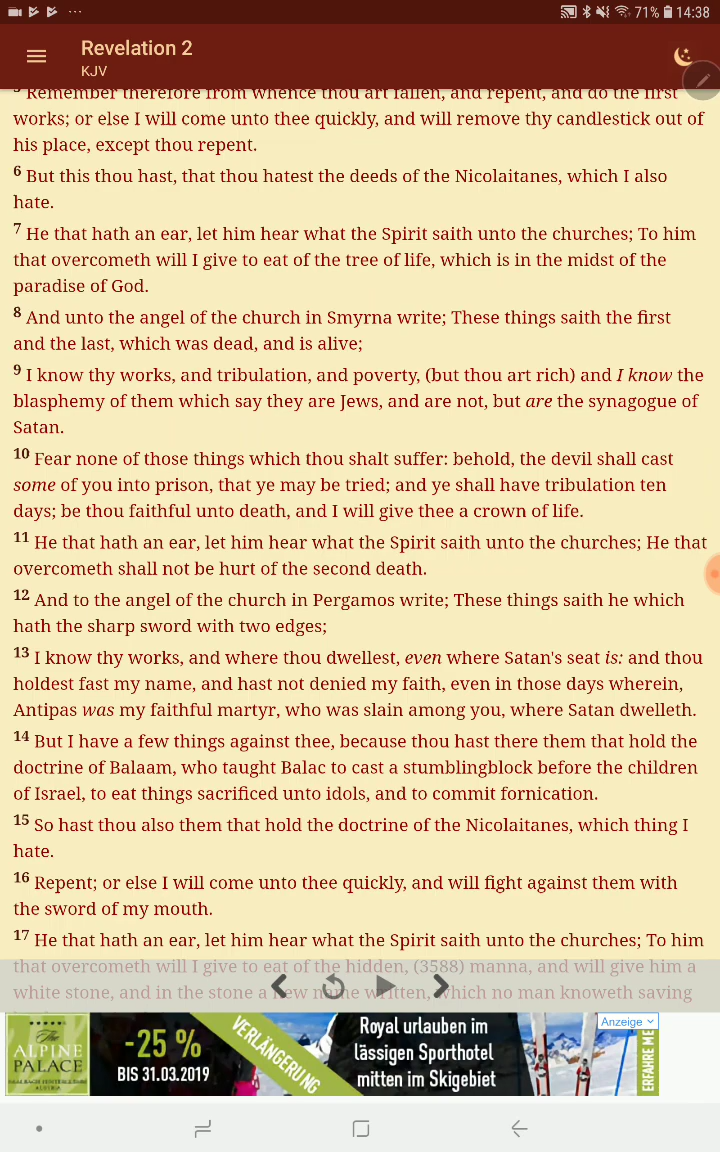 71% 14:38
Revelation 2
KJV
5 Remember therefore from whence thou art fallen, and repent, and do the first
works; or else I will come unto thee quickly, and will remove thy candlestick out of
his place, except thou repent.
6 But this thou hast, that thou hatest the deeds of the Nicolaitanes, which I also
hate.
7 He that hath an ear, let him hear what the Spirit saith unto the churches; To him
that overcometh will I give to eat of the tree of life, which is in the midst of the
paradise of God.
8 And unto the angel of the church in Smyrna write; These things saith the first
and the last, which was dead, and is alive;
9 I know thy works, and tribulation, and poverty, (but thou art rich) and I know the
blasphemy of them which say they are Jews, and are not, but are the synagogue of
Satan.
10 Fear none of those things which thou shalt suffer: behold, the devil shall cast
some of you into prison, that ye may be tried; and ye shall have tribulation ten
days; be thou faithful unto death, and I will give thee a crown of life.
11 He that hath an ear, let him hear what the Spirit saith unto the churches; He that
overcometh shall not be hurt of the second death.
12 And to the angel of the church in Pergamos write; These things saith he which
hath the sharp sword with two edges;
13 I know thy works, and where thou dwellest, even where Satan's seat is: and thou
holdest fast my name, and hast not denied my faith, even in those days wherein,
Antipas was my faithful martyr, who was slain among you, where Satan dwelleth.
14 But I have a few things against thee, because thou hast there them that hold the
doctrine of Balaam, who taught Balac to cast a stumblingblock before the children
of Israel, to eat things sacrificed unto idols, and to commit fornication.
15 So hast thou also them that hold the doctrine of the Nicolaitanes, which thing I
hate.
16 Repent; or else I will come unto thee quickly, and will fight against them with
the sword of my mouth.
17 He that hath an ear, let him hear what the Spirit saith unto the churches; To him
that overcometh will I give to eat of the hidden, (3588) manna, and will give him a
white stone, and in the stone a new name written, which no man knoweth saving
The
ALPINE
PALACE
-25 %
BIS 31.03.2019
VERLÄNGERUNG
Royal urlauben im
lässigen Sporthotel
mitten im Skigebiet
Anzeige
ERFAHRE ME